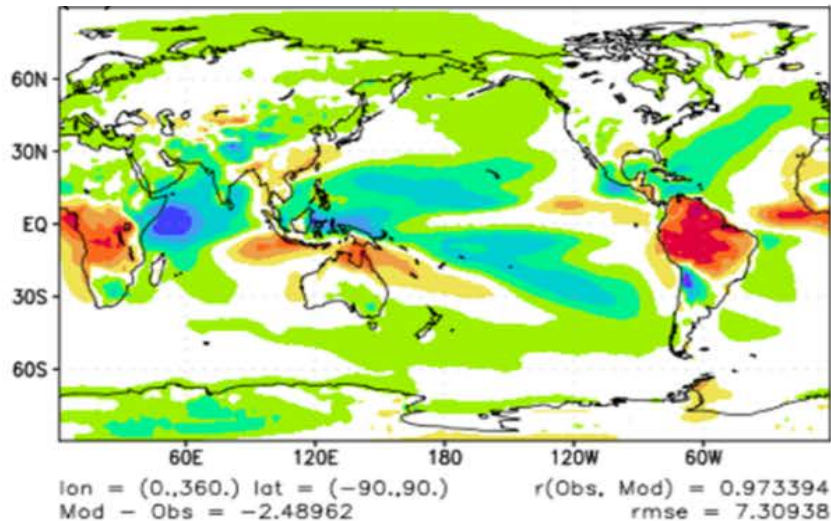 60N
30N
EQ
30S
60S
60E 120E 180 120W 60W
lon = (0.,360.) lat = (-90.,90.) r(Obs, Mod) = 0.973394
Mod - Obs = -2.48962 rmse = 7.30938